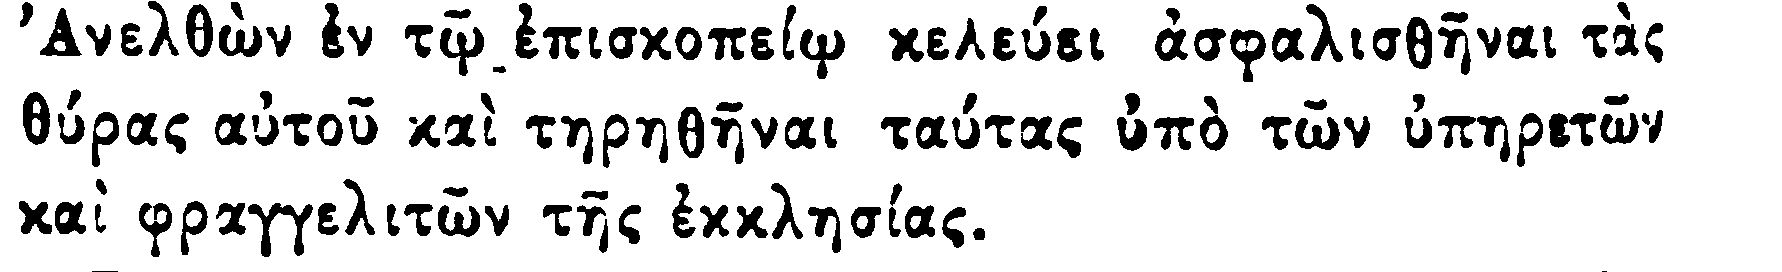 Ἀνελθὼν ἐν τῷ ἐπισκοπείῳ κελεύει ἀσφαλισθῆναι τὰς
θύρας αὐτοῦ καὶ τηρηθῆναι ταύτας ὑπὸ τῶν ὑπηρετῶν
καὶ φραγγελιτῶν τῆς ἐκκλησίας.